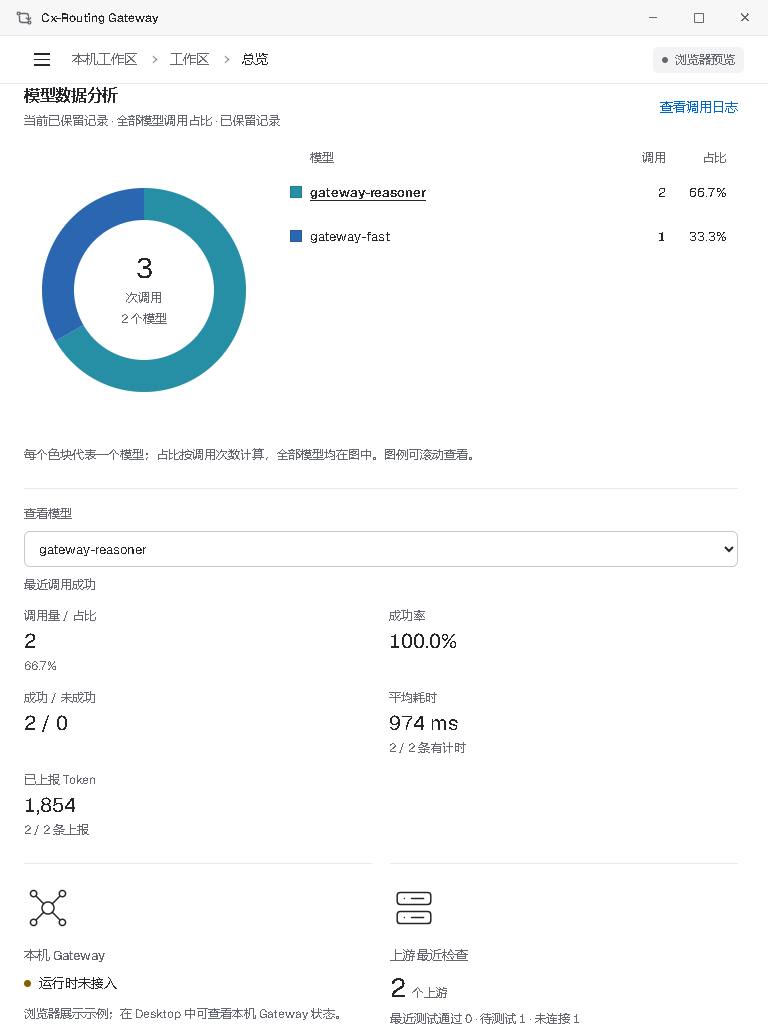 Cx-Routing Gateway
本机工作区 > 工作区 > 总览
浏览器预览
模型数据分析
当前已保留记录 · 全部模型调用占比 · 已保留记录
查看调用日志
模型 调用 占比
gateway-reasoner 2 66.7%
gateway-fast 1 33.3%
3
次调用
2 个模型
每个色块代表一个模型；占比按调用次数计算，全部模型均在图中。图例可滚动查看。
查看模型
gateway-reasoner
最近调用成功
调用量 / 占比
2
66.7%
成功率
100.0%
成功 / 未成功
2 / 0
平均耗时
974 ms
2 / 2 条有计时
已上报 Token
1,854
2 / 2 条上报
本机 Gateway
运行时未接入
浏览器展示示例；在 Desktop 中可查看本机 Gateway 状态。
上游最近检查
2 个上游
最近测试通过 0 · 待测试 1 · 未连接 1